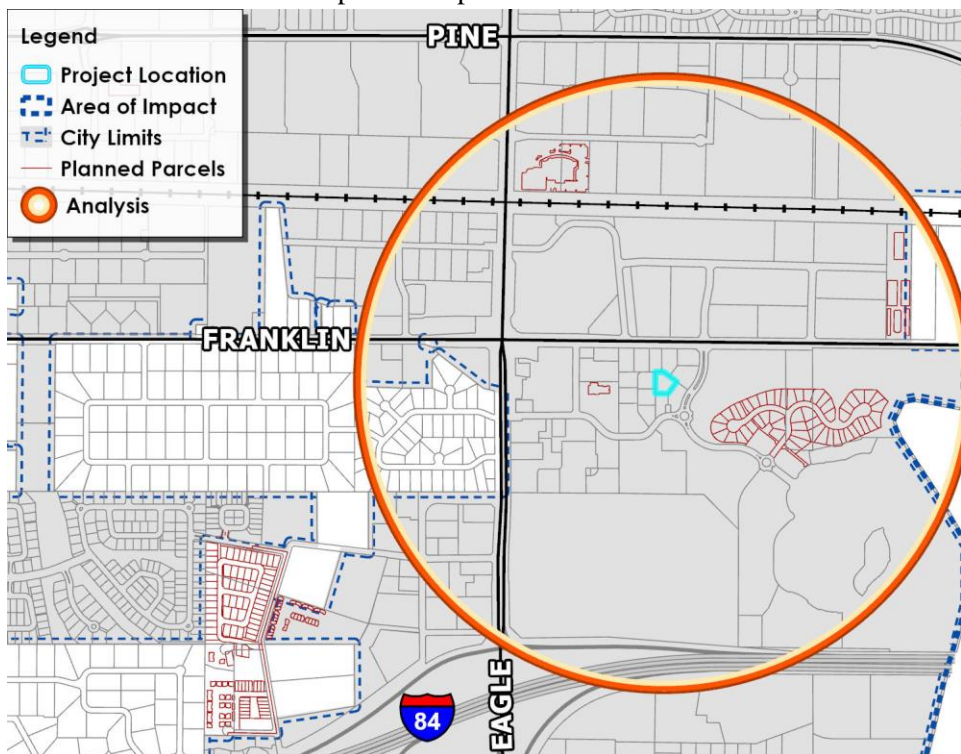 Legend
Project Location
Area of Impact
City Limits
Planned Parcels
Analysis
PINE
FRANKLIN
EAGLE
84